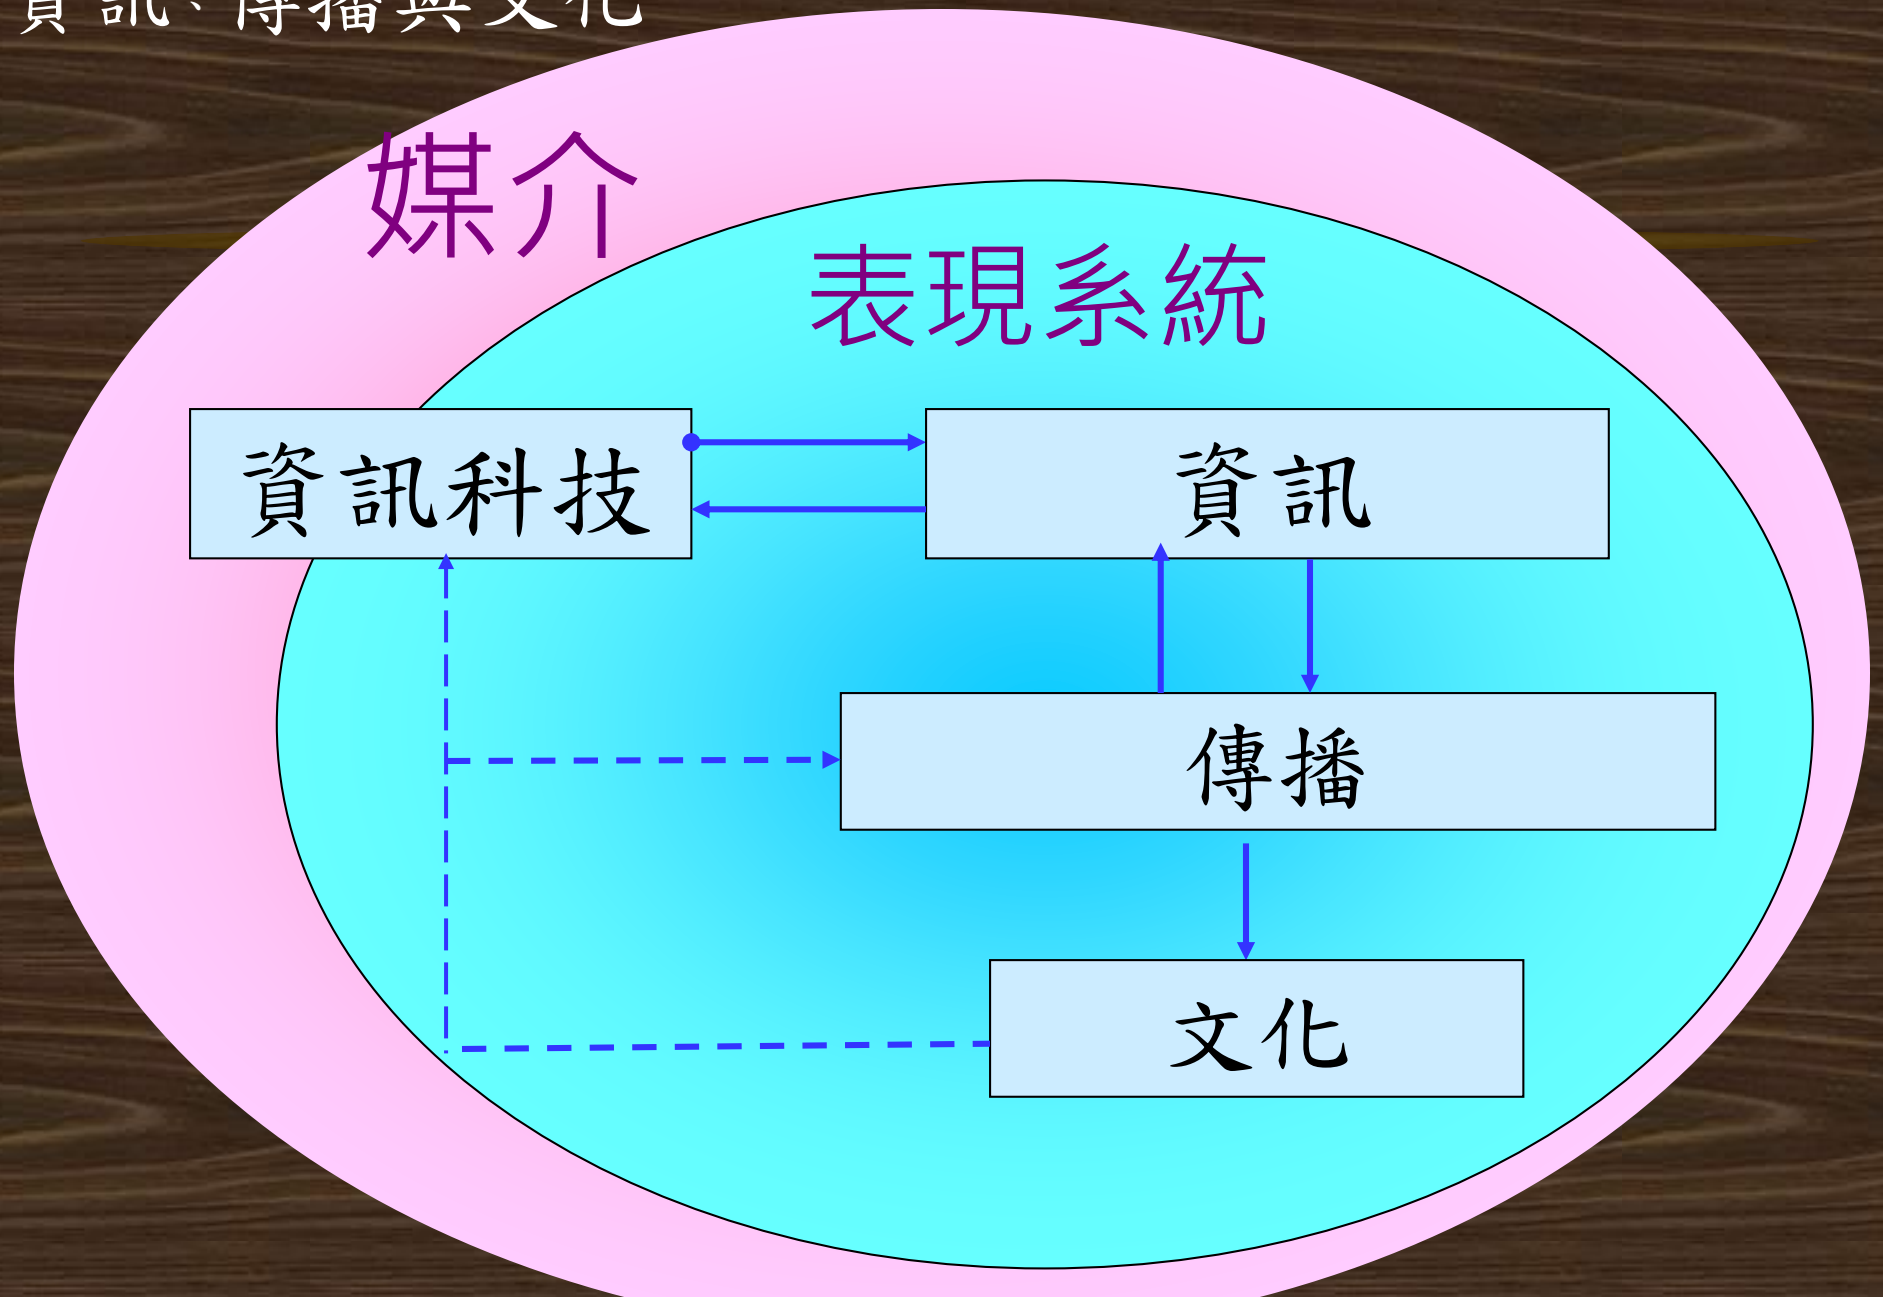 資訊、傳播與文化
媒介
表現系統
資訊科技
資訊
傳播
文化